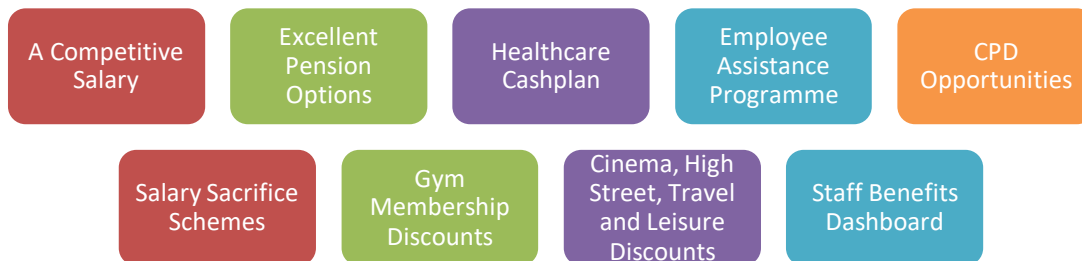 A Competitive
Salary
Excellent
Pension
Options
Healthcare
Cashplan
Employee
Assistance
Programme
CPD
Opportunities
Salary Sacrifice
Schemes
Gym
Membership
Discounts
Cinema, High
Street, Travel
and Leisure
Discounts
Staff Benefits
Dashboard